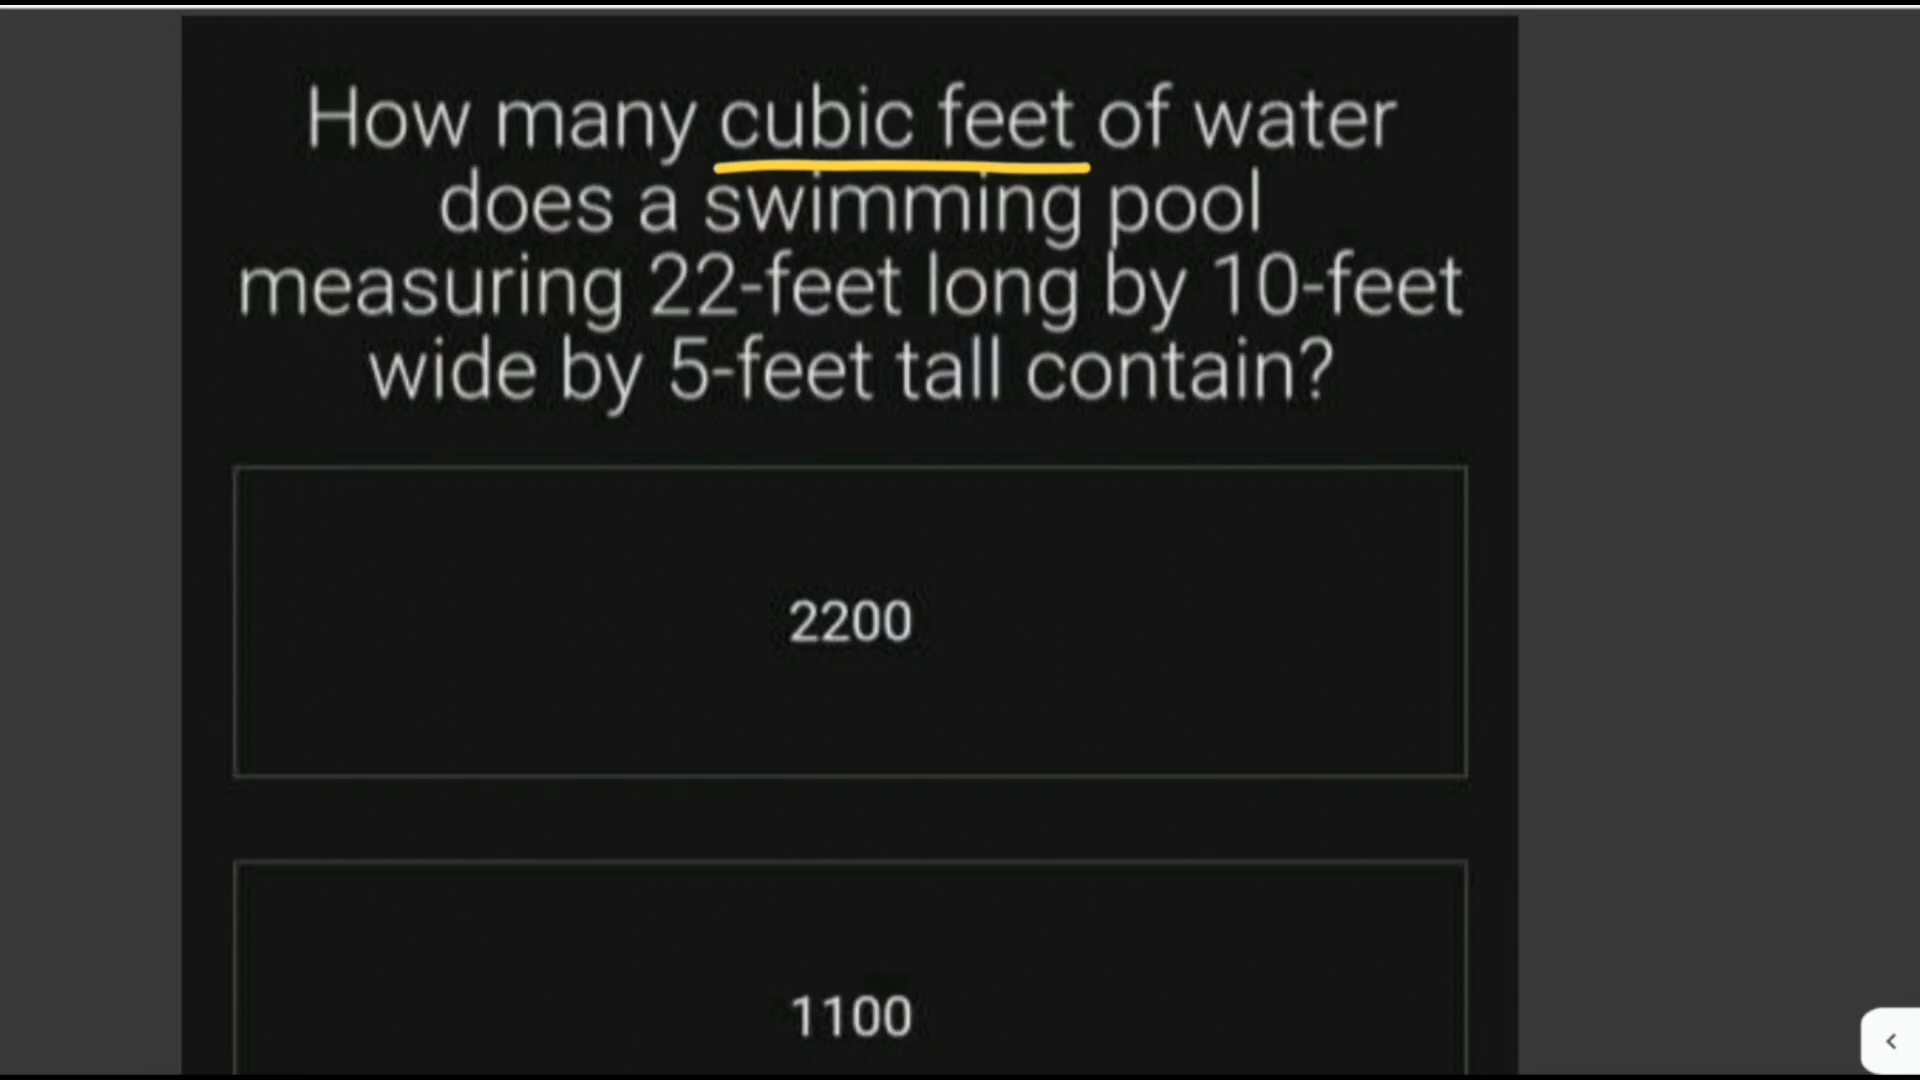 How many cubic feet of water
does a swimming pool
measuring 22-feet long by 10-feet
wide by 5-feet tall contain?
2200
1100